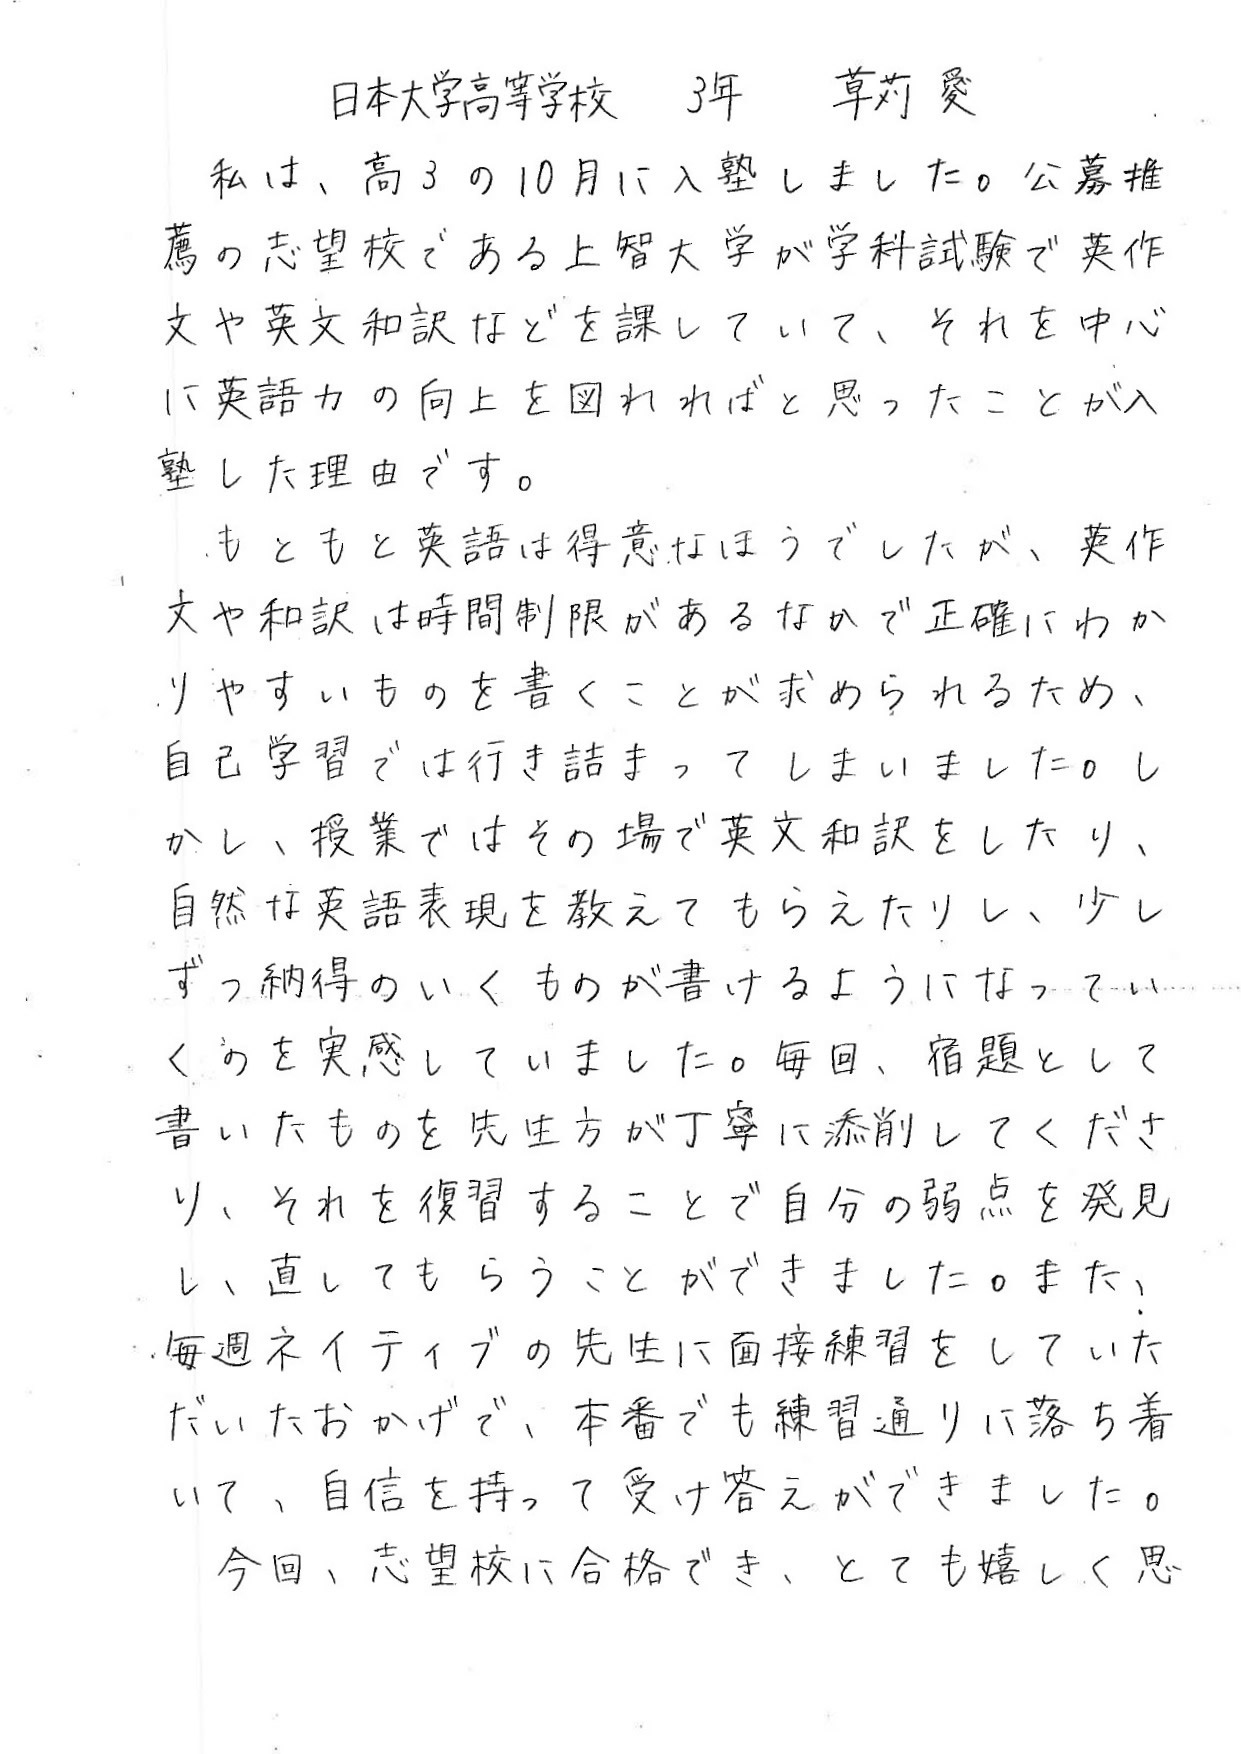 日本大学高等学校　3年　草苅 愛
私は、高3の10月に入塾しました。公募推
薦の志望校である上智大学が学科試験で英作
文や英文和訳などを課していて、それを中心
に英語力の向上を図れればと思ったことが入
塾した理由です。
もともと英語は得意なほうでしたが、英作
文や和訳は時間制限があるなかで正確にわか
りやすいものを書くことが求められるため、
自己学習では行き詰まってしまいました。し
かし、授業ではその場で英文和訳をしたり、
自然な英語表現を教えてもらえたりし、少し
ずつ納得のいくものが書けるようになってい
くのを実感していました。毎回、宿題として
書いたものを先生方が丁寧に添削してくださ
り、それを復習することで自分の弱点を発見
し、直してもらうことができました。また、
毎週ネイティブの先生に面接練習をしていた
だいたおかげで、本番でも練習通りに落ち着
いて、自信を持って受け答えができました。
今回、志望校に合格でき、とても嬉しく思